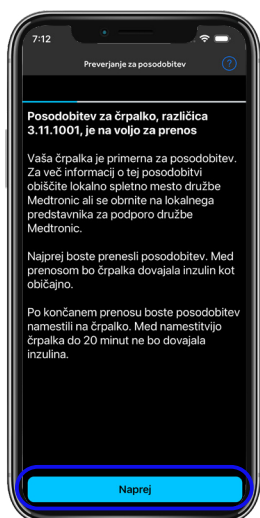 7:12
Preverjanje za posodobitev
?
Posodobitev za črpalko, različica
3.11.1001, je na voljo za prenos
Vaša črpalka je primerna za posodobitev.
Za več informacij o tej posodobitvi
obiščite lokalno spletno mesto družbe
Medtronic ali se obrnite na lokalnega
predstavnika za podporo družbe
Medtronic.
Najprej boste prenesli posodobitev. Med
prenosom bo črpalka dovajala inzulin kot
običajno.
Po končanem prenosu boste posodobitev
namestili na črpalko. Med namestitvijo
črpalka do 20 minut ne bo dovajala
inzulina.
Naprej